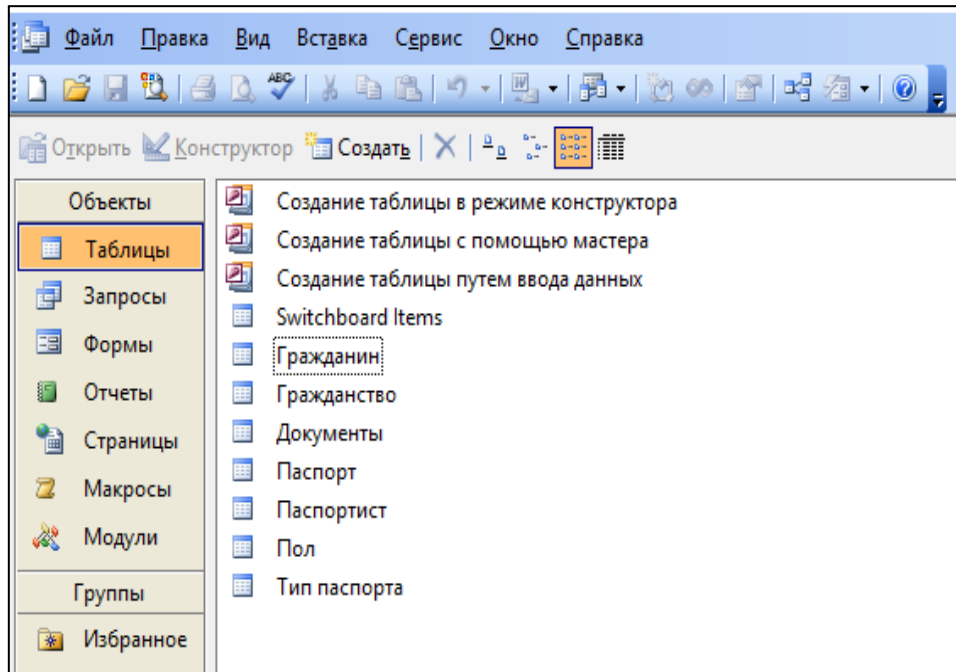 Файл Правка Вид Вставка Сервис Окно Справка
ABC
Открыть Конструктор Создать
Объекты
Таблицы
Запросы
Формы
Отчеты
Страницы
Макросы
Модули
Группы
Избранное
Создание таблицы в режиме конструктора
Создание таблицы с помощью мастера
Создание таблицы путем ввода данных
Switchboard Items
Гражданин
Гражданство
Документы
Паспорт
Паспортист
Пол
Тип паспорта